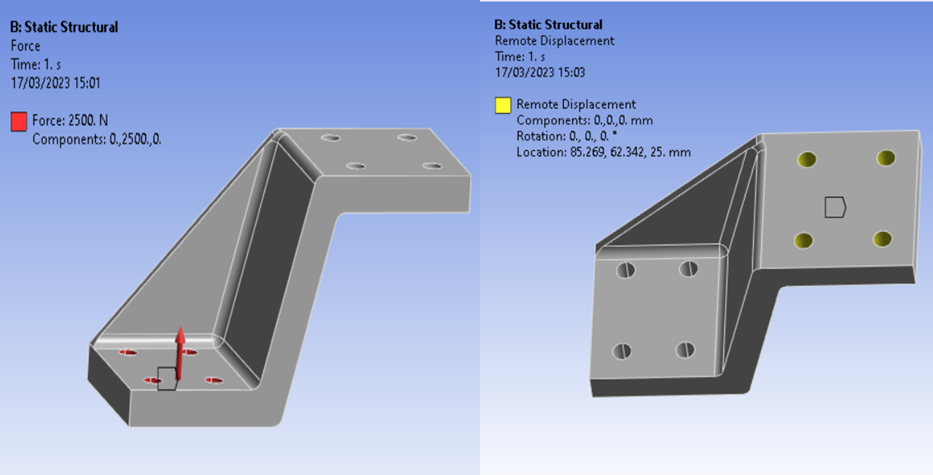 B: Static Structural
Force
Time: 1. s
17/03/2023 15:01
Force: 2500. N
Components: 0.,2500.,0.
B: Static Structural
Remote Displacement
Time: 1. s
17/03/2023 15:03
Remote Displacement
Components: 0.,0.,0. mm
Rotation: 0., 0., 0. °
Location: 85.269, 62.342, 25. mm